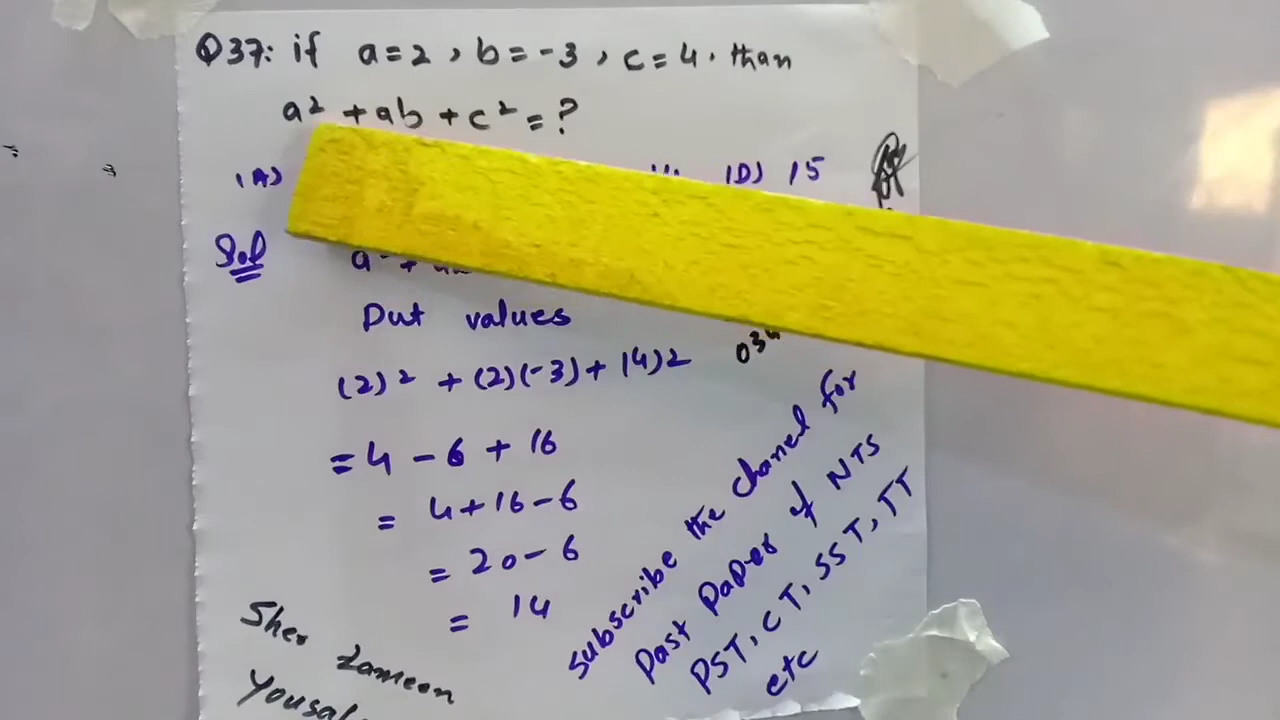 Q37: if a=2, b=-3, c=4. than
a² + ab + c² = ?
(A) (D) 15
Sol
Put values
(2)² + (2)(-3) + (4)2
= 4 - 6 + 16
= 4+16-6
= 20-6
= 14
Subscribe the channel for
Past Paper of NTS
PST, CT, SST, TT
etc
Sher Zameen